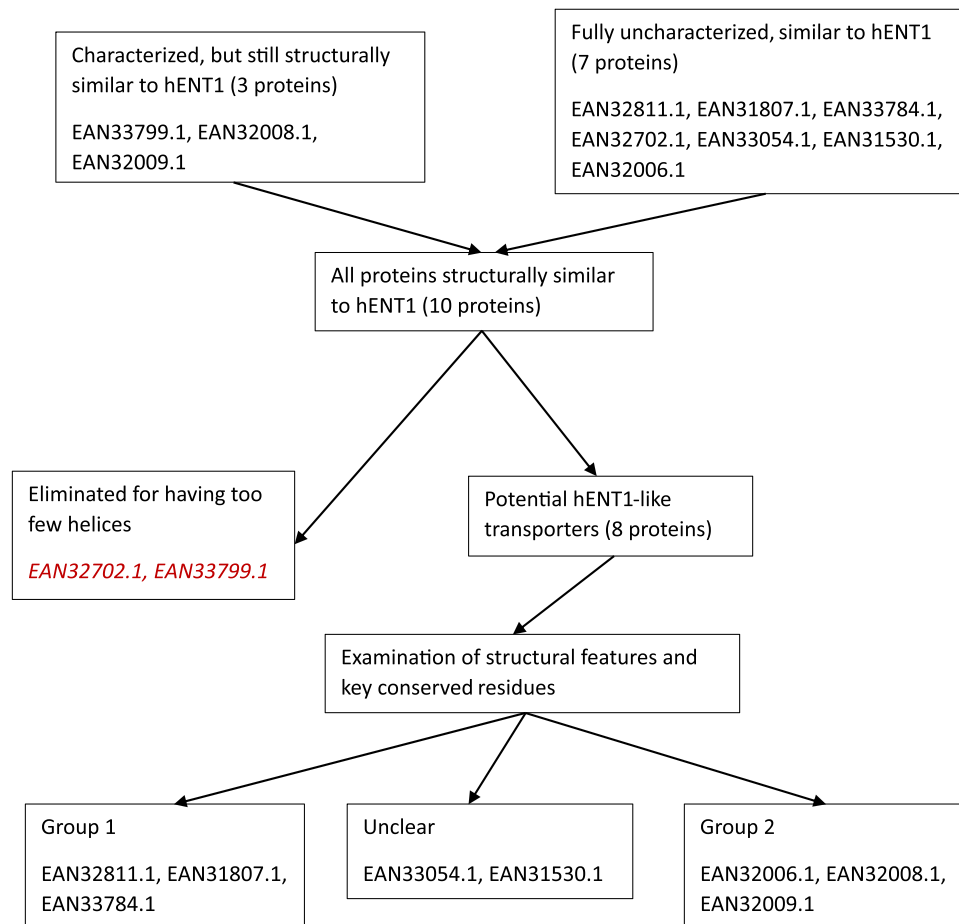 Characterized, but still structurally
similar to hENT1 (3 proteins)
EAN33799.1, EAN32008.1,
EAN32009.1
Fully uncharacterized, similar to hENT1
(7 proteins)
EAN32811.1, EAN31807.1, EAN33784.1,
EAN32702.1, EAN33054.1, EAN31530.1,
EAN32006.1
All proteins structurally similar
to hENT1 (10 proteins)
Eliminated for having too
few helices
EAN32702.1, EAN33799.1
Potential hENT1-like
transporters (8 proteins)
Examination of structural features and
key conserved residues
Group 1
EAN32811.1, EAN31807.1,
EAN33784.1
Unclear
EAN33054.1, EAN31530.1
Group 2
EAN32006.1, EAN32008.1,
EAN32009.1